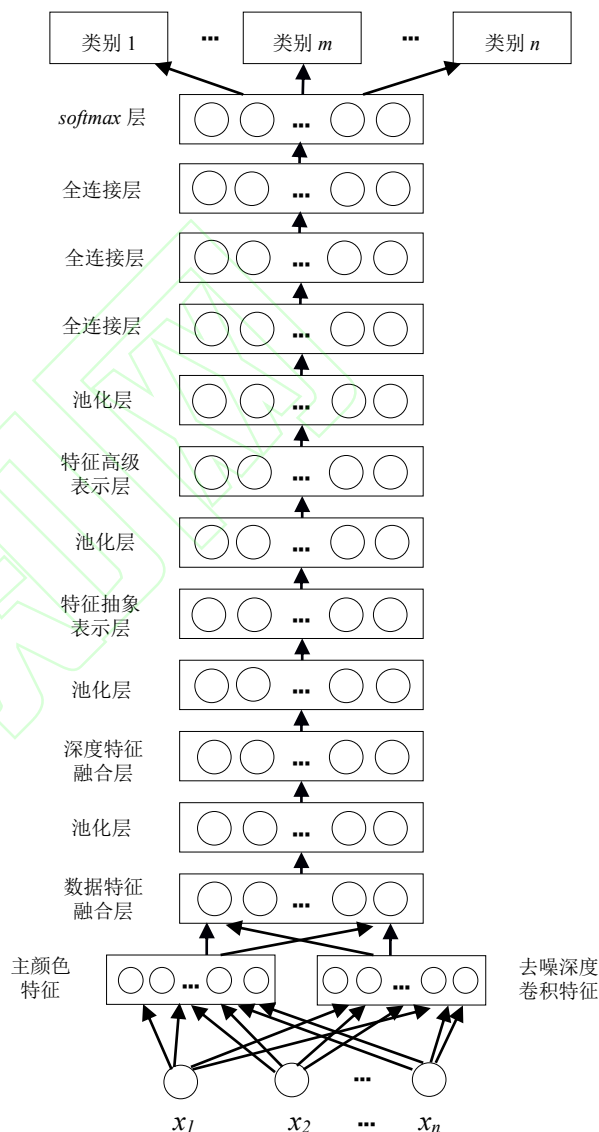 类别 1
...
类别 m
...
类别 n
softmax 层
...
全连接层
...
全连接层
...
全连接层
...
池化层
...
特征高级
表示层
...
池化层
...
特征抽象
表示层
...
池化层
...
深度特征
融合层
...
池化层
...
数据特征
融合层
...
主颜色
特征
...
...
去噪深度
卷积特征
...
x1
x2
...
xn